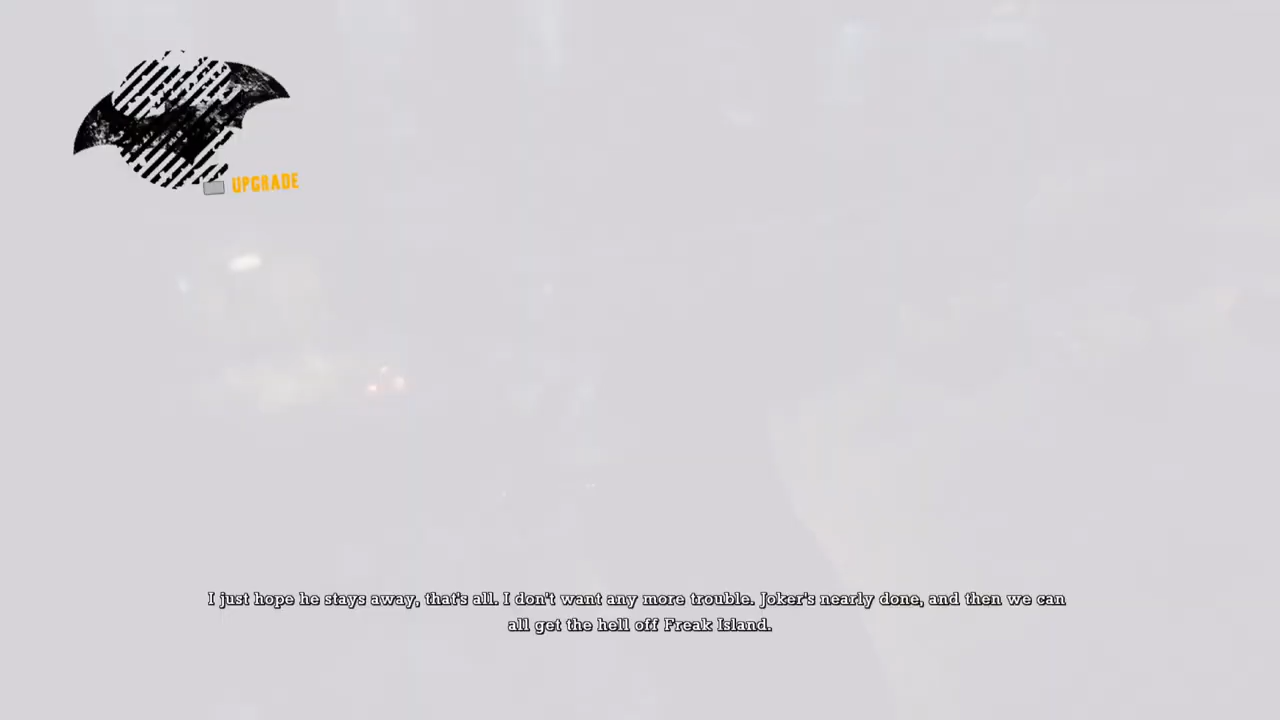 UPGRADE
I just hope he stays away, that's all. I don't want any more trouble. Joker's nearly done, and then we can
all get the hell off Freak Island.